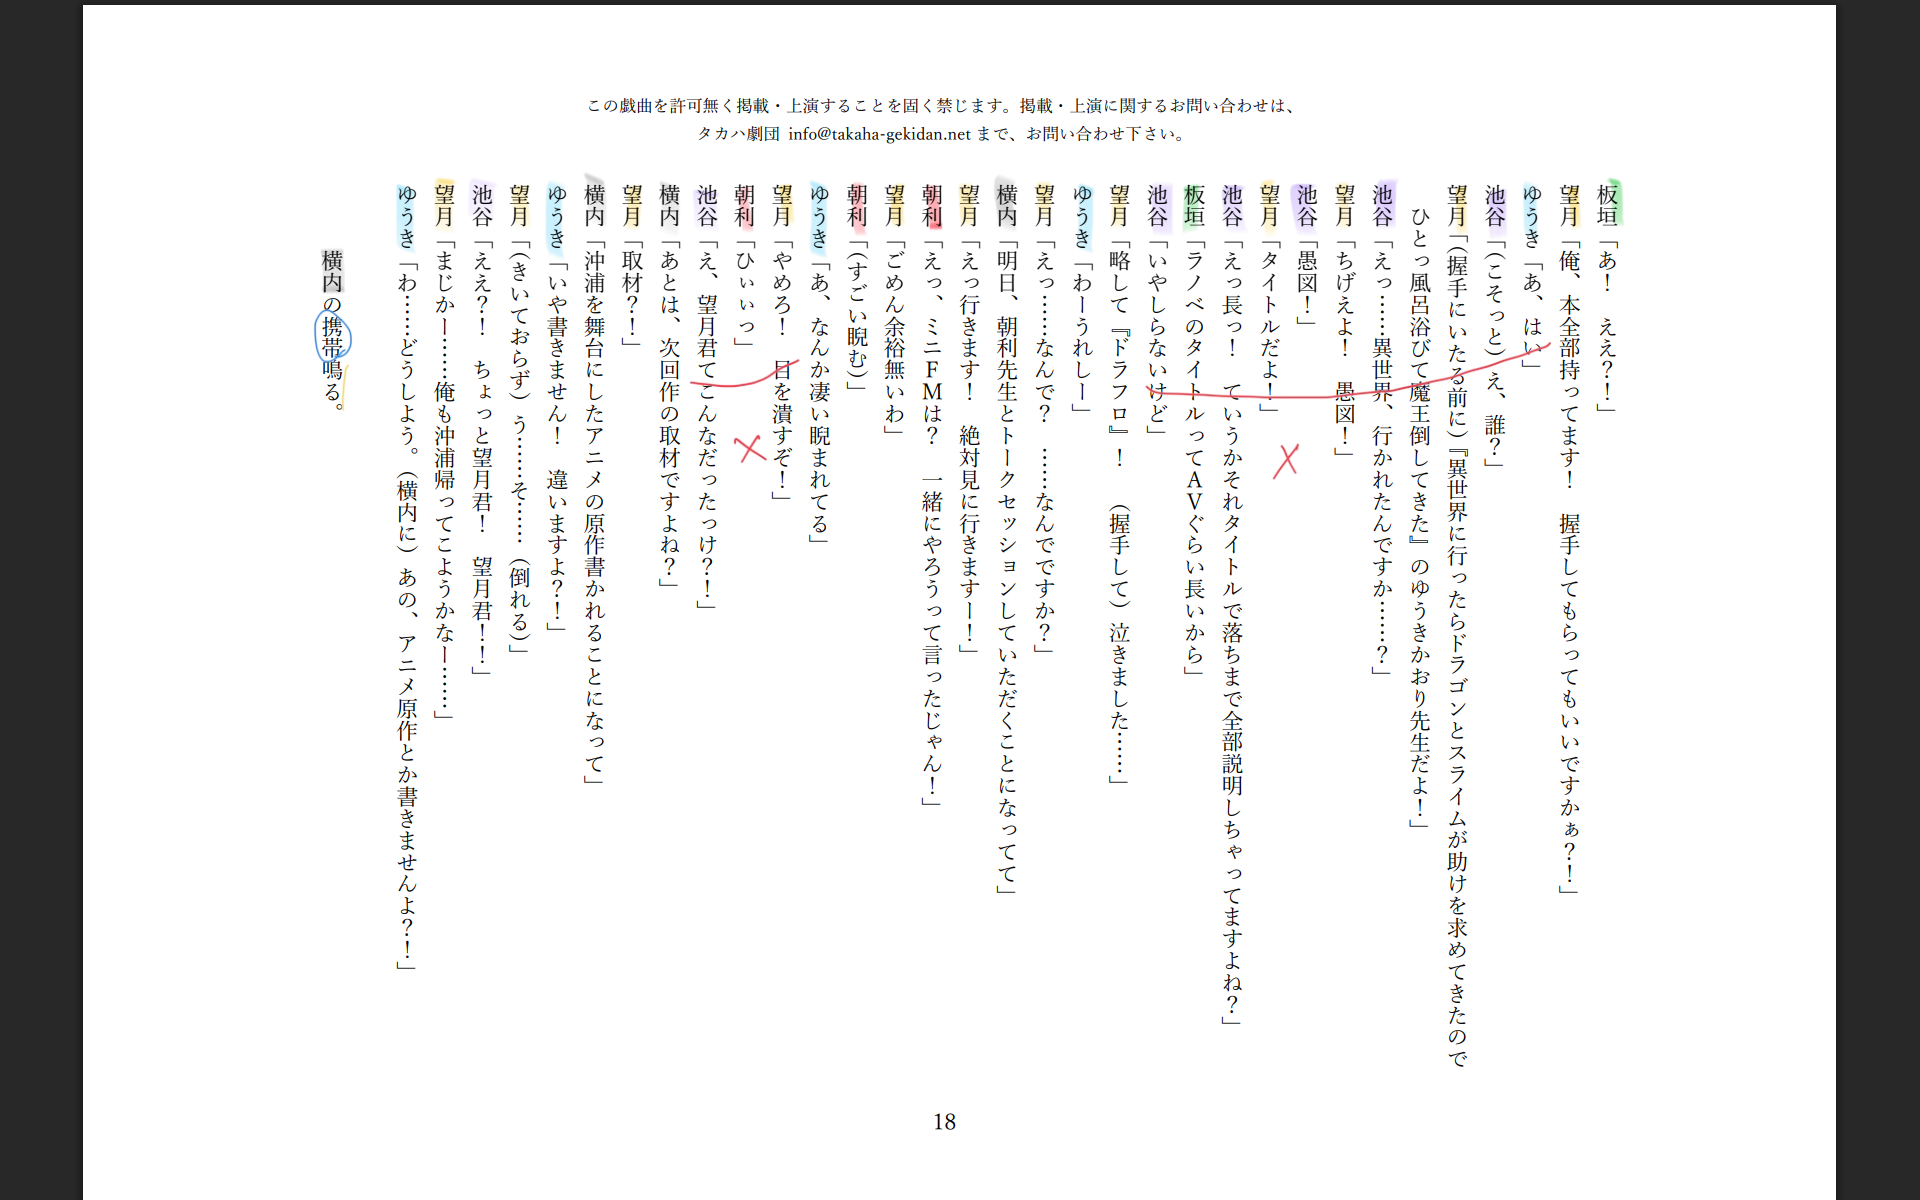 この戯曲を許可無く掲載・上演することを固く禁じます。掲載・上演に関するお問い合わせは、
タカハ劇団 info@takaha-gekidan.net まで、お問い合わせ下さい。
板垣「あ！　ええ？！」
望月「俺、本全部持ってます！　握手してもらってもいいですかぁ？！」
ゆうき「あ、はい」
池谷「（こそっと）え、誰？」
望月「（握手にいたる前に）『異世界に行ったらドラゴンとスライムが助けを求めてきたので
ひとっ風呂浴びて魔王倒してきた』のゆうきかおり先生だよ！」
池谷「えっ……異世界、行かれたんですか……？」
望月「ちげえよ！　愚図！」
池谷「愚図！」
望月「タイトルだよ！」
池谷「えっ長っ！　ていうかそれタイトルで落ちまで全部説明しちゃってますよね？」
板垣「ラノベのタイトルってＡＶぐらい長いから」
池谷「いやしらないけど」
望月「略して『ドラフロ』！　（握手して）泣きました……」
ゆうき「わーうれしー」
望月「えっ……なんで？　……なんでですか？」
横内「明日、朝利先生とトークセッションしていただくことになってて」
望月「えっ行きます！　絶対見に行きますー！」
朝利「えっ、ミニＦＭは？　一緒にやろうって言ったじゃん！」
望月「ごめん余裕無いわ」
朝利「（すごい睨む）」
ゆうき「あ、なんか凄い睨まれてる」
望月「やめろ！　目を潰すぞ！」
朝利「ひぃぃっ」
池谷「え、望月君てこんなだったっけ？！」
横内「あとは、次回作の取材ですよね？」
望月「取材？！」
横内「沖浦を舞台にしたアニメの原作書かれることになって」
ゆうき「いや書きません！　違いますよ？！」
望月「（きいておらず）う……そ……（倒れる）」
池谷「ええ？！　ちょっと望月君！　望月君！！」
望月「まじかー……俺も沖浦帰ってこようかなー……」
ゆうき「わ……どうしよう。（横内に）あの、アニメ原作とか書きませんよ？！」
横内の携帯鳴る。
18